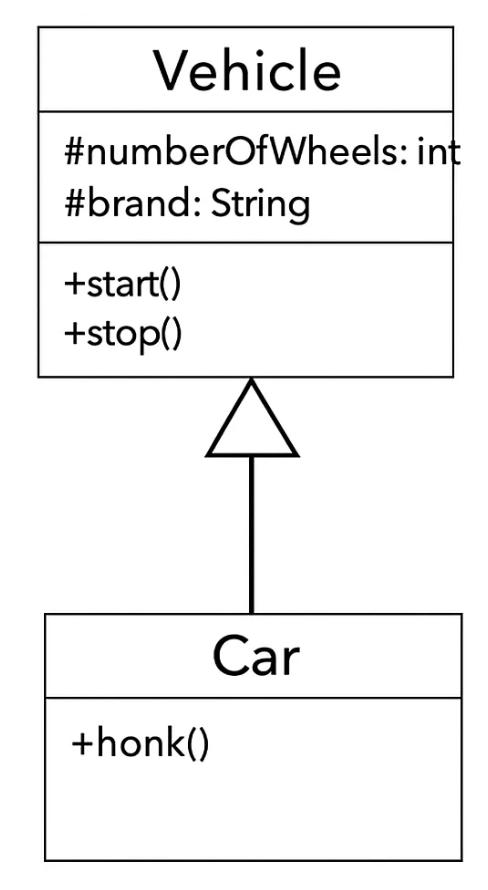 Vehicle
#numberOfWheels: int
#brand: String
+start()
+stop()
Car
+honk()